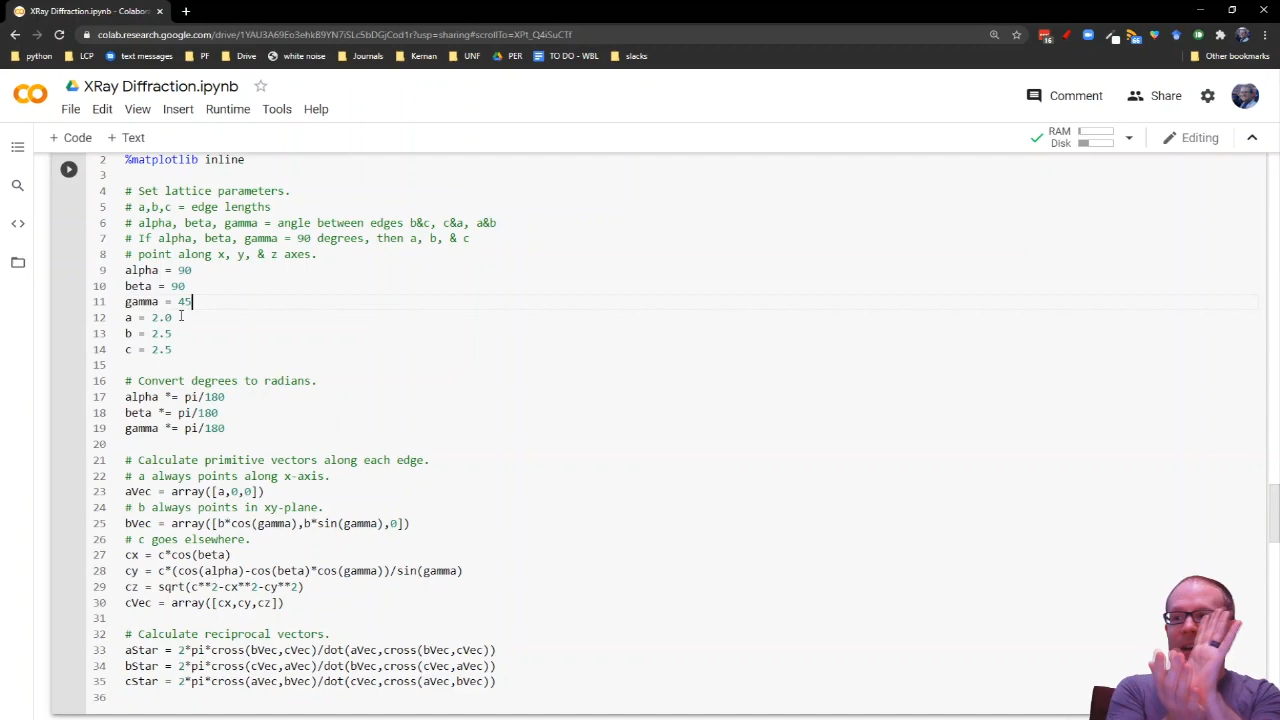 XRay Diffraction.ipynb - Colabor
colab.research.google.com/drive/1YAU3A69Eo3ehkB9YN7iSLc5bDGjCod1r?usp=sharing#scrollTo=XPt_Q4iSuCTf
python LCP text messages PF Drive white noise Journals Kernan UNF PER TO DO - WBL slacks Other bookmarks
XRay Diffraction.ipynb
File Edit View Insert Runtime Tools Help
Comment Share
+ Code + Text
RAM
Disk
Editing
2 %matplotlib inline
3
4 # Set lattice parameters.
5 # a,b,c = edge lengths
6 # alpha, beta, gamma = angle between edges b&c, c&a, a&b
7 # If alpha, beta, gamma = 90 degrees, then a, b, & c
8 # point along x, y, & z axes.
9 alpha = 90
10 beta = 90
11 gamma = 45
12 a = 2.0
13 b = 2.5
14 c = 2.5
15
16 # Convert degrees to radians.
17 alpha *= pi/180
18 beta *= pi/180
19 gamma *= pi/180
20
21 # Calculate primitive vectors along each edge.
22 # a always points along x-axis.
23 aVec = array([a,0,0])
24 # b always points in xy-plane.
25 bVec = array([b*cos(gamma),b*sin(gamma),0])
26 # c goes elsewhere.
27 cx = c*cos(beta)
28 cy = c*(cos(alpha)-cos(beta)*cos(gamma))/sin(gamma)
29 cz = sqrt(c**2-cx**2-cy**2)
30 cVec = array([cx,cy,cz])
31
32 # Calculate reciprocal vectors.
33 aStar = 2*pi*cross(bVec,cVec)/dot(aVec,cross(bVec,cVec))
34 bStar = 2*pi*cross(cVec,aVec)/dot(bVec,cross(cVec,aVec))
35 cStar = 2*pi*cross(aVec,bVec)/dot(cVec,cross(aVec,bVec))
36